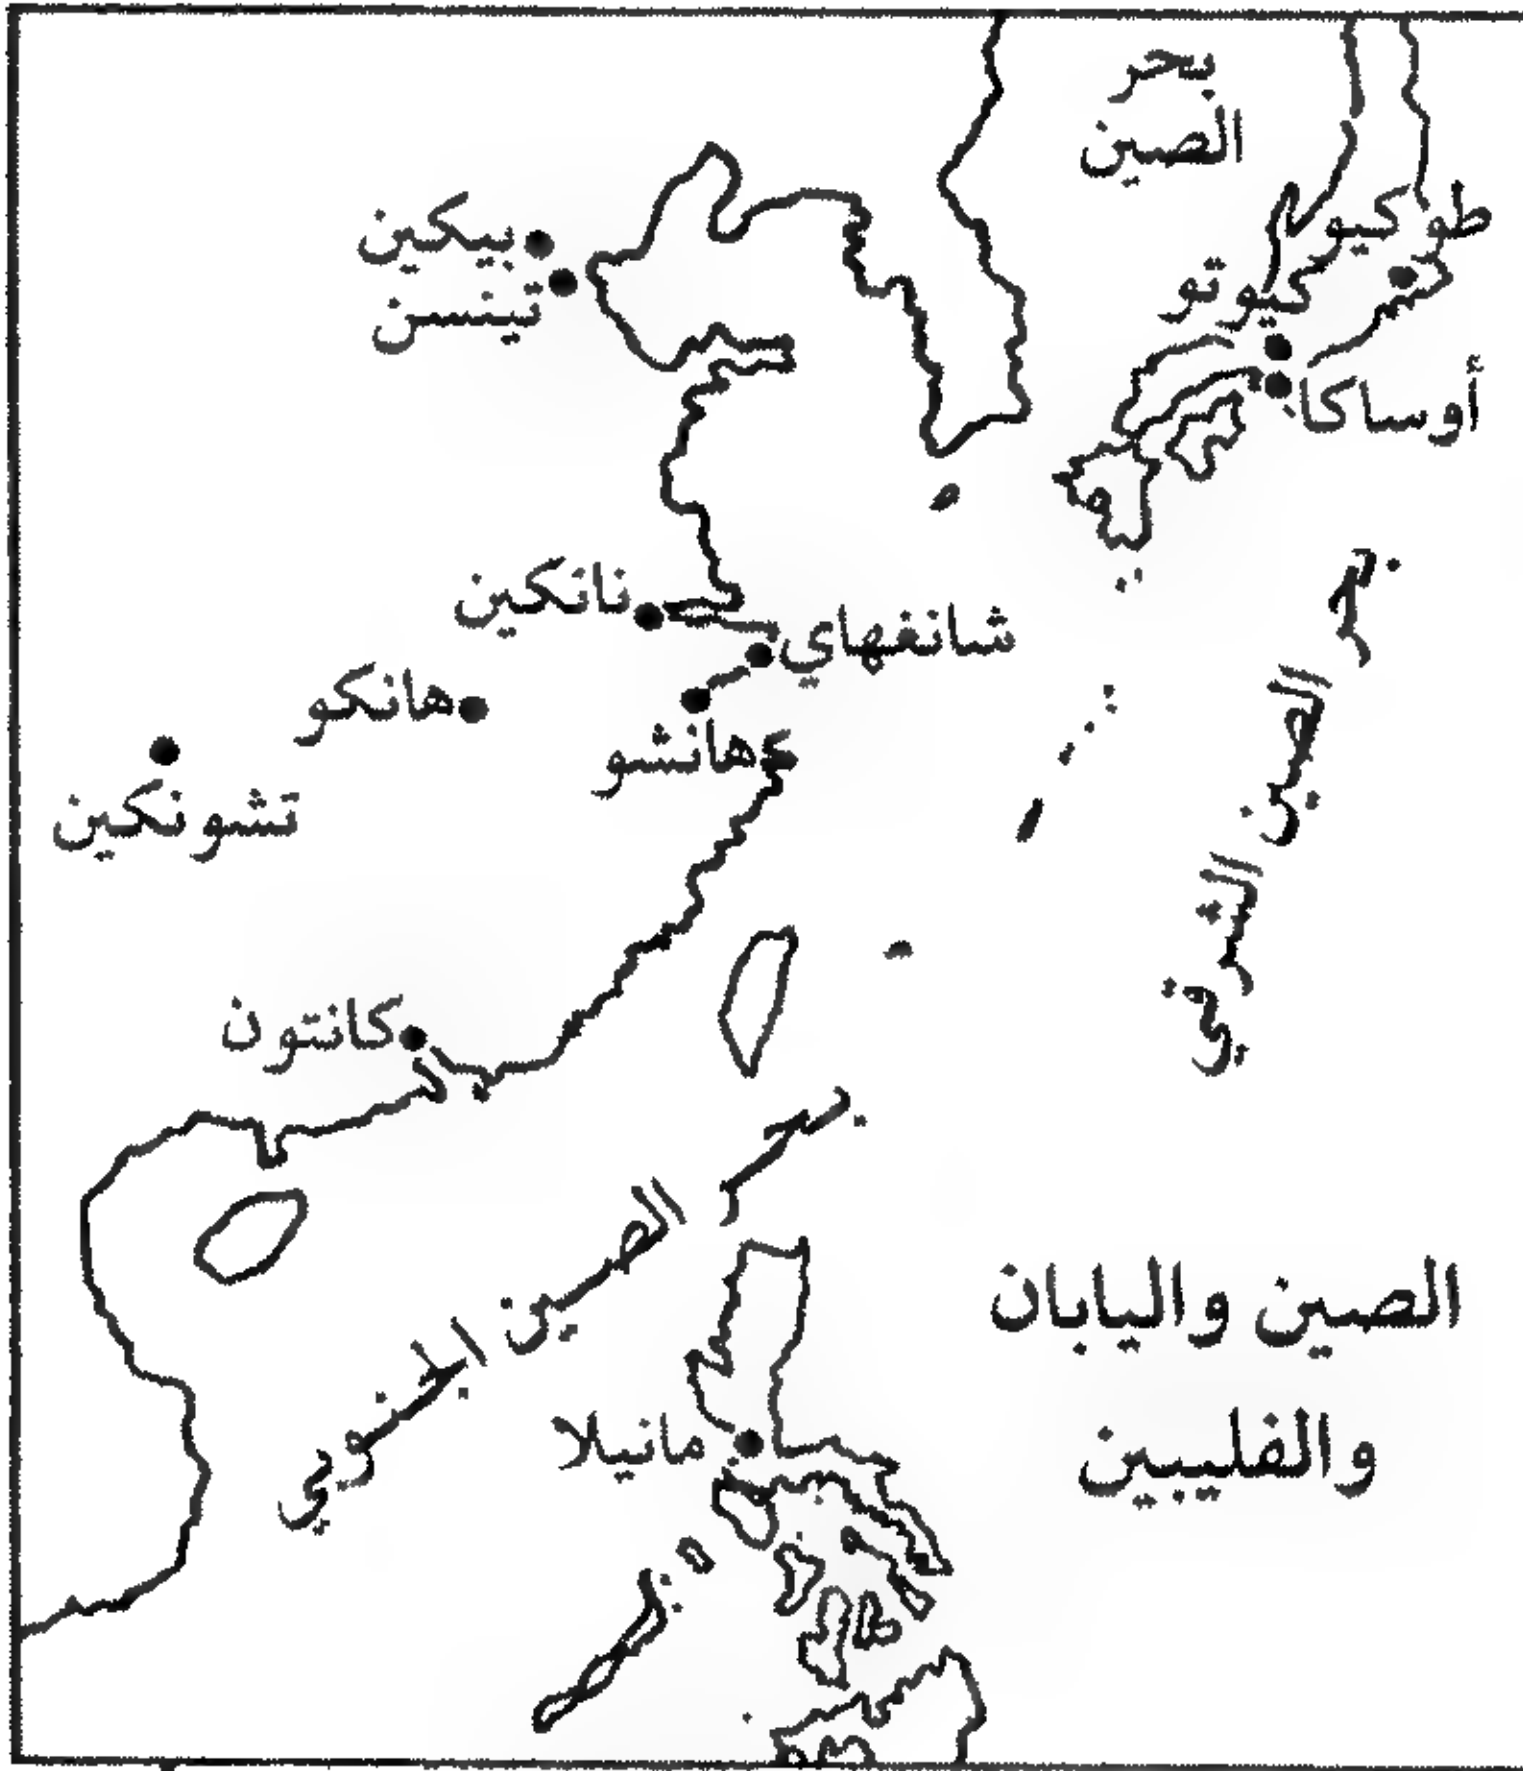 بحر
الصين
طوكيو
كيوتو
أوساكا
بيكين
تينسن
نانكين
شانغهاي
هانكو
هانشو
تشونكين
بحر الصين الشرقي
كانتون
بحر الصين الجنوبي
مانيلا
الصين واليابان
والفليبين